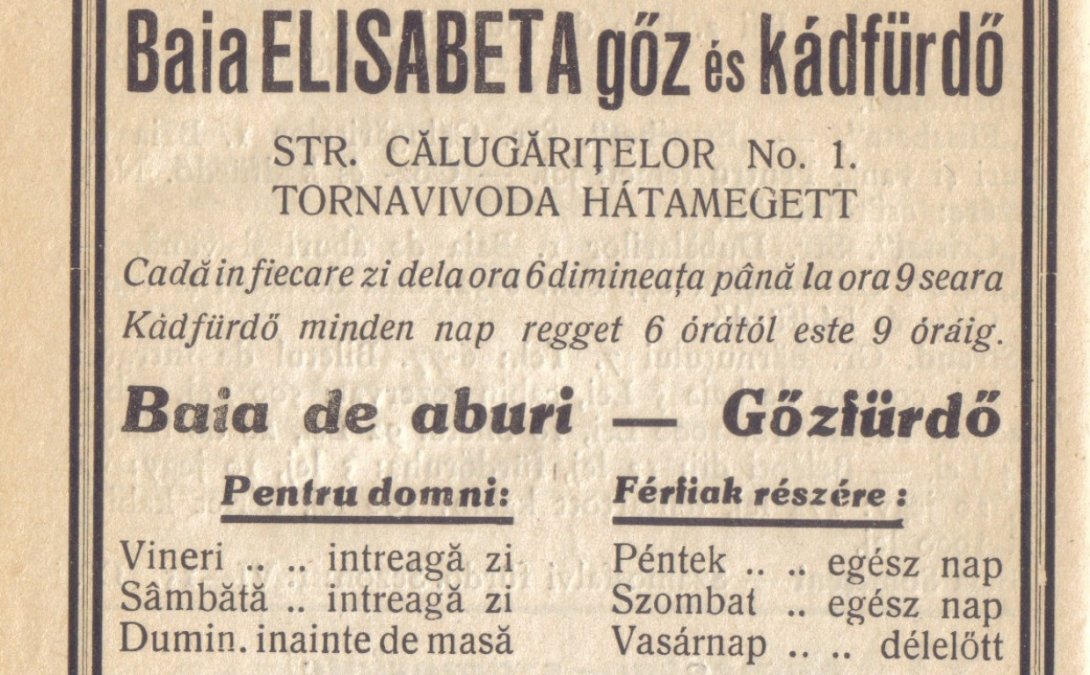 Baia ELISABETA gőz és kádfürdő
STR. CĂLUGĂRIŢELOR No. 1.
TORNAVIVODA HÁTAMEGETT
Cadă in fiecare zi dela ora 6 dimineaţa până la ora 9 seara
Kádfürdő minden nap regget 6 órától este 9 óráig.
Baia de aburi — Gőzfürdő
Pentru domni:
Vineri .. .. intreagă zi
Sâmbătă .. intreagă zi
Dumin. inainte de masă
Férfiak részére :
Péntek .. .. egész nap
Szombat .. egész nap
Vasárnap .. .. délelőtt